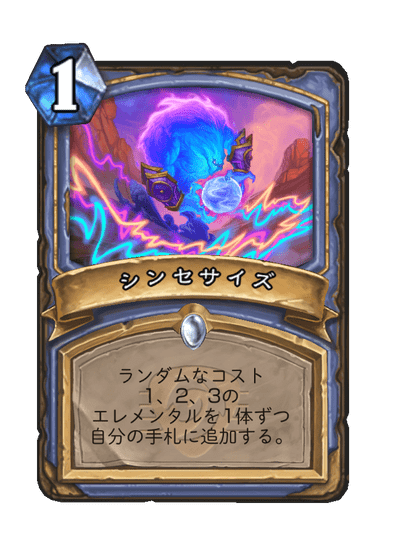 1
シンセサイズ
ランダムなコスト
1、2、3の
エレメンタルを1体ずつ
自分の手札に追加する。